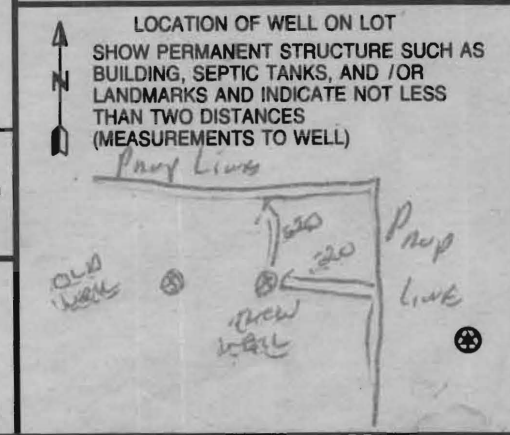 LOCATION OF WELL ON LOT
N
SHOW PERMANENT STRUCTURE SUCH AS
BUILDING, SEPTIC TANKS, AND /OR
LANDMARKS AND INDICATE NOT LESS
THAN TWO DISTANCES
(MEASUREMENTS TO WELL)
Prop Line
Prop
Line
20
OLD
WELL
NEW
WELL